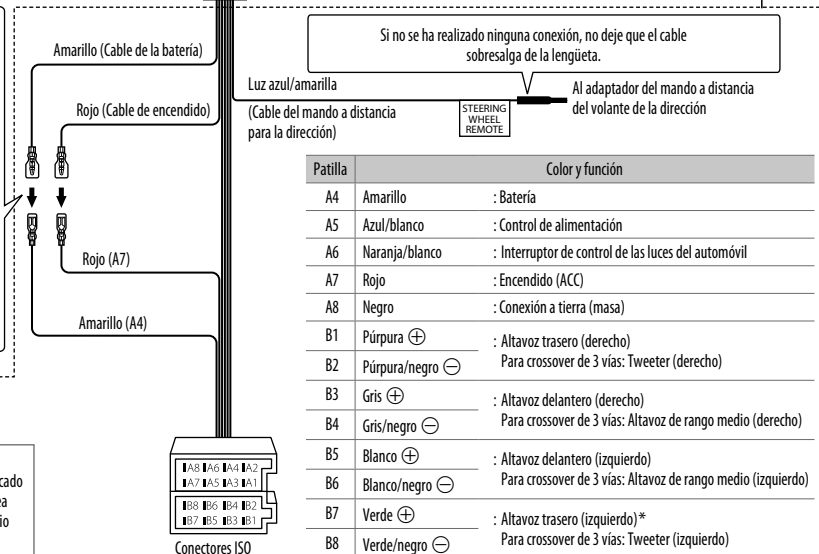 Si no se ha realizado ninguna conexión, no deje que el cable
sobresalga de la lengüeta.
Amarillo (Cable de la batería)
Rojo (Cable de encendido)
Luz azul/amarilla
(Cable del mando a distancia
para la dirección)
STEERING
WHEEL
REMOTE
Al adaptador del mando a distancia
del volante de la dirección
Rojo (A7)
Amarillo (A4)
Patilla Color y función
A4 Amarillo : Batería
A5 Azul/blanco : Control de alimentación
A6 Naranja/blanco : Interruptor de control de las luces del automóvil
A7 Rojo : Encendido (ACC)
A8 Negro : Conexión a tierra (masa)
B1 Púrpura ⊕ : Altavoz trasero (derecho)
B2 Púrpura/negro ⊖ Para crossover de 3 vías: Tweeter (derecho)
B3 Gris ⊕ : Altavoz delantero (derecho)
B4 Gris/negro ⊖ Para crossover de 3 vías: Altavoz de rango medio (derecho)
B5 Blanco ⊕ : Altavoz delantero (izquierdo)
B6 Blanco/negro ⊖ Para crossover de 3 vías: Altavoz de rango medio (izquierdo)
B7 Verde ⊕ : Altavoz trasero (izquierdo)*
B8 Verde/negro ⊖ Para crossover de 3 vías: Tweeter (izquierdo)
A8 A6 A4 A2
A7 A5 A3 A1
B8 B6 B4 B2
B7 B5 B3 B1
Conectores ISO